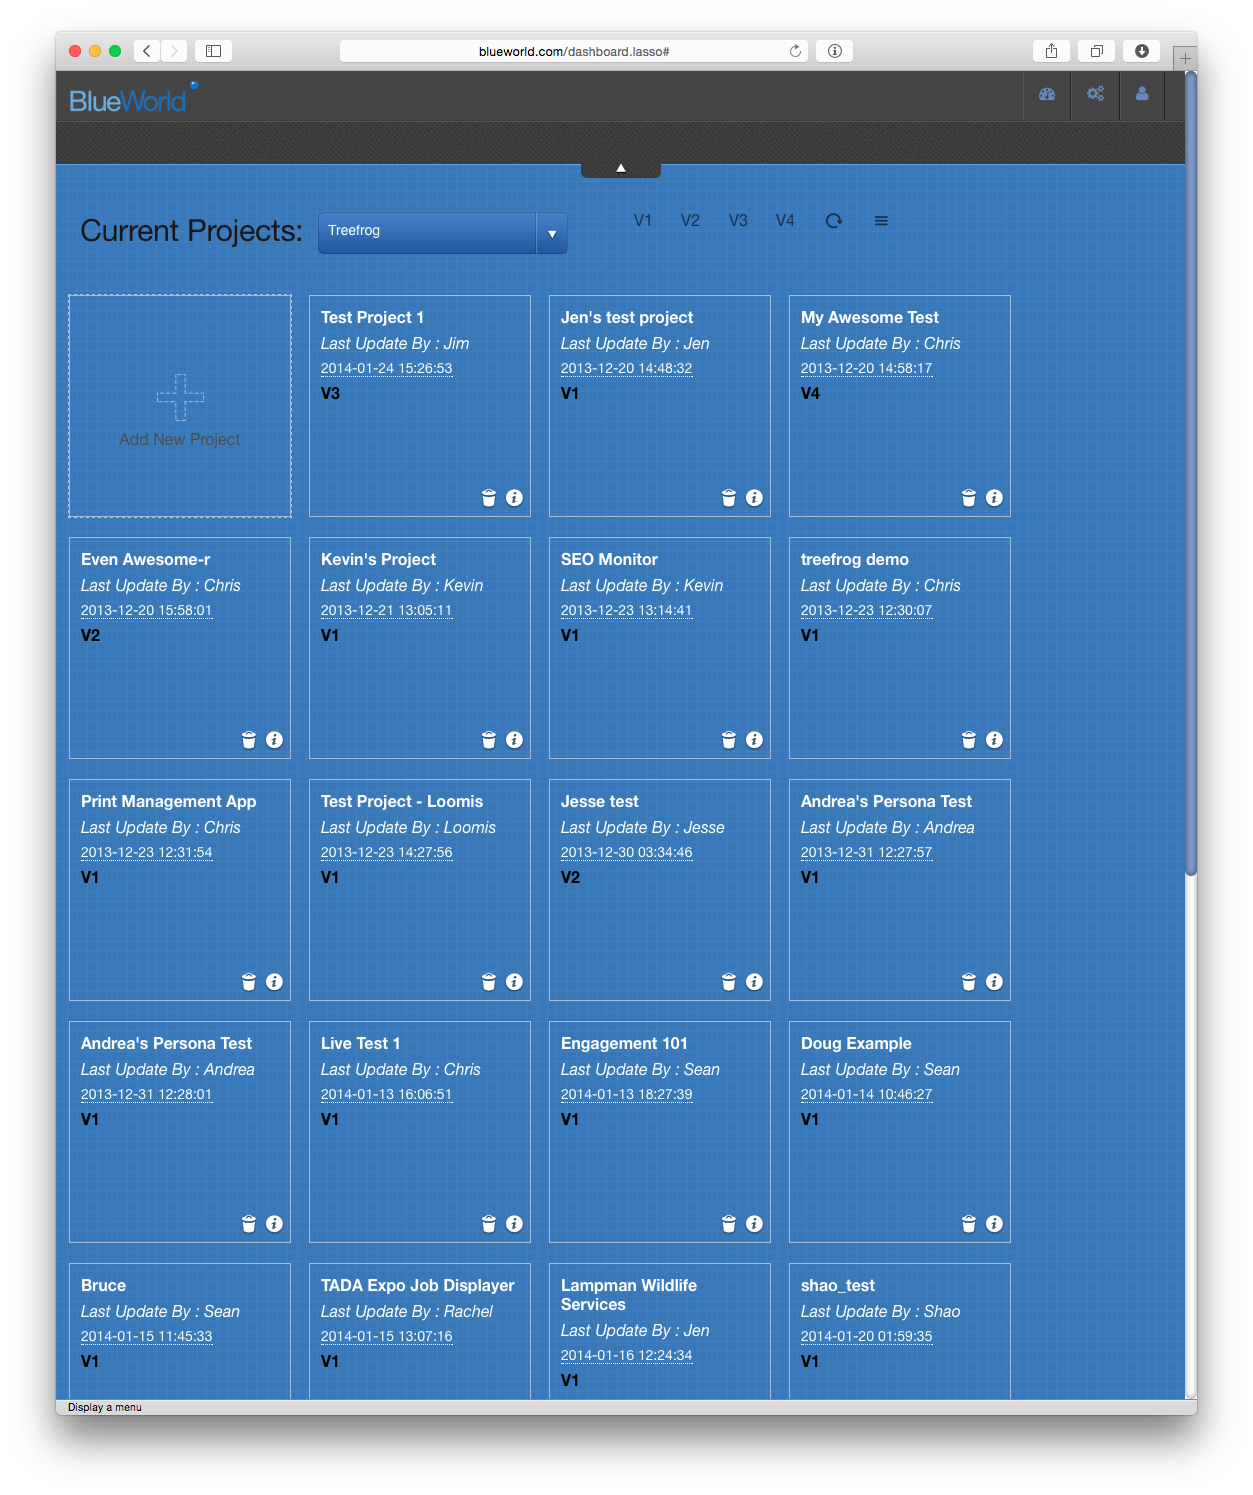 blueworld.com/dashboard.lasso#
BlueWorld
Current Projects:
Treefrog
V1
V2
V3
V4
Add New Project
Test Project 1
Last Update By : Jim
2014-01-24 15:26:53
V3
Jen's test project
Last Update By : Jen
2013-12-20 14:48:32
V1
My Awesome Test
Last Update By : Chris
2013-12-20 14:58:17
V4
Even Awesome-r
Last Update By : Chris
2013-12-20 15:58:01
V2
Kevin's Project
Last Update By : Kevin
2013-12-21 13:05:11
V1
SEO Monitor
Last Update By : Kevin
2013-12-23 13:14:41
V1
treefrog demo
Last Update By : Chris
2013-12-23 12:30:07
V1
Print Management App
Last Update By : Chris
2013-12-23 12:31:54
V1
Test Project - Loomis
Last Update By : Loomis
2013-12-23 14:27:56
V1
Jesse test
Last Update By : Jesse
2013-12-30 03:34:46
V2
Andrea's Persona Test
Last Update By : Andrea
2013-12-31 12:27:57
V1
Andrea's Persona Test
Last Update By : Andrea
2013-12-31 12:28:01
V1
Live Test 1
Last Update By : Chris
2014-01-13 16:06:51
V1
Engagement 101
Last Update By : Sean
2014-01-13 18:27:39
V1
Doug Example
Last Update By : Sean
2014-01-14 10:46:27
V1
Bruce
Last Update By : Sean
2014-01-15 11:45:33
V1
TADA Expo Job Displayer
Last Update By : Rachel
2014-01-15 13:07:16
V1
Lampman Wildlife
Services
Last Update By : Jen
2014-01-16 12:24:34
V1
shao_test
Last Update By : Shao
2014-01-20 01:59:35
V1
Display a menu